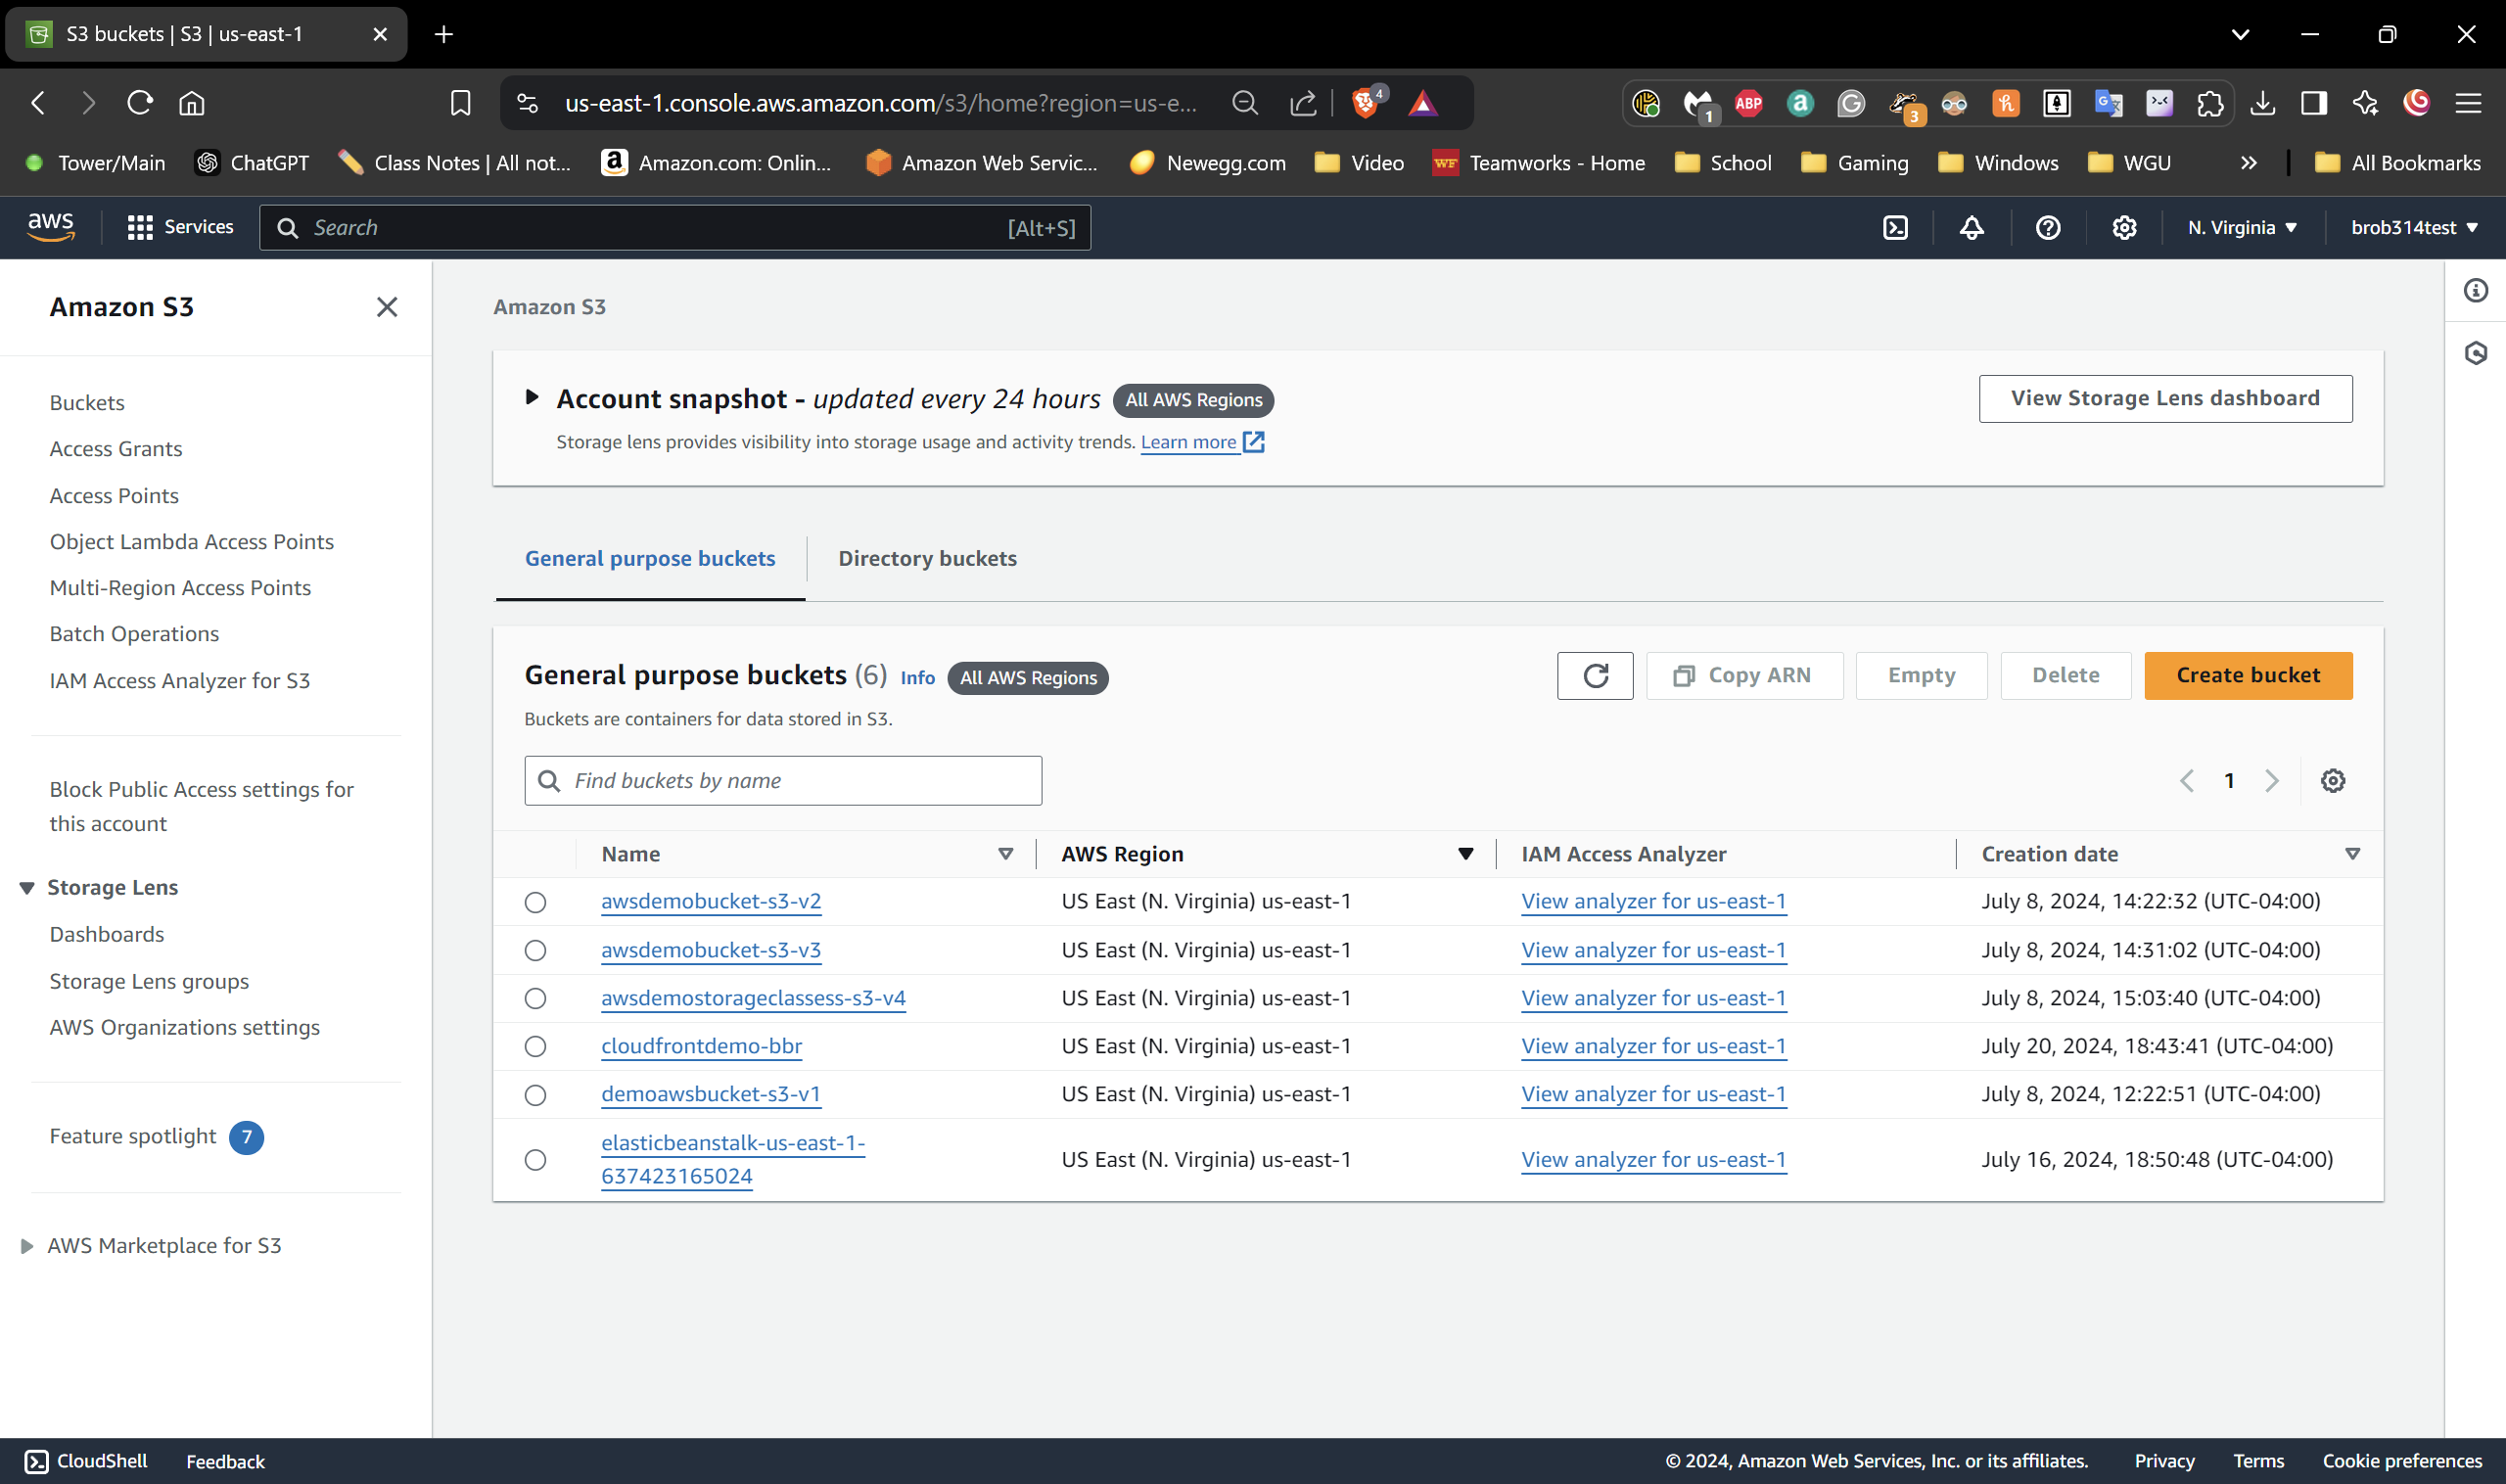 S3 buckets | S3 | us-east-1
us-east-1.console.aws.amazon.com/s3/home?region=us-e...
4
1
ABP
a
3
Tower/Main
ChatGPT
Class Notes | All not...
Amazon.com: Onlin...
Amazon Web Servic...
Newegg.com
Video
WF
Teamworks - Home
School
Gaming
Windows
WGU
All Bookmarks
aws
Services
Search
[Alt+S]
N. Virginia
brob314test
Amazon S3
Buckets
Access Grants
Access Points
Object Lambda Access Points
Multi-Region Access Points
Batch Operations
IAM Access Analyzer for S3
Block Public Access settings for
this account
Storage Lens
Dashboards
Storage Lens groups
AWS Organizations settings
Feature spotlight 7
AWS Marketplace for S3
Amazon S3
Account snapshot - updated every 24 hours All AWS Regions
View Storage Lens dashboard
Storage lens provides visibility into storage usage and activity trends. Learn more
General purpose buckets
Directory buckets
General purpose buckets (6) Info All AWS Regions
Copy ARN
Empty
Delete
Create bucket
Buckets are containers for data stored in S3.
Find buckets by name
1
Name AWS Region IAM Access Analyzer Creation date
awsdemobucket-s3-v2 US East (N. Virginia) us-east-1 View analyzer for us-east-1 July 8, 2024, 14:22:32 (UTC-04:00)
awsdemobucket-s3-v3 US East (N. Virginia) us-east-1 View analyzer for us-east-1 July 8, 2024, 14:31:02 (UTC-04:00)
awsdemostorageclassess-s3-v4 US East (N. Virginia) us-east-1 View analyzer for us-east-1 July 8, 2024, 15:03:40 (UTC-04:00)
cloudfrontdemo-bbr US East (N. Virginia) us-east-1 View analyzer for us-east-1 July 20, 2024, 18:43:41 (UTC-04:00)
demoawsbucket-s3-v1 US East (N. Virginia) us-east-1 View analyzer for us-east-1 July 8, 2024, 12:22:51 (UTC-04:00)
elasticbeanstalk-us-east-1-
637423165024 US East (N. Virginia) us-east-1 View analyzer for us-east-1 July 16, 2024, 18:50:48 (UTC-04:00)
CloudShell
Feedback
© 2024, Amazon Web Services, Inc. or its affiliates.
Privacy
Terms
Cookie preferences